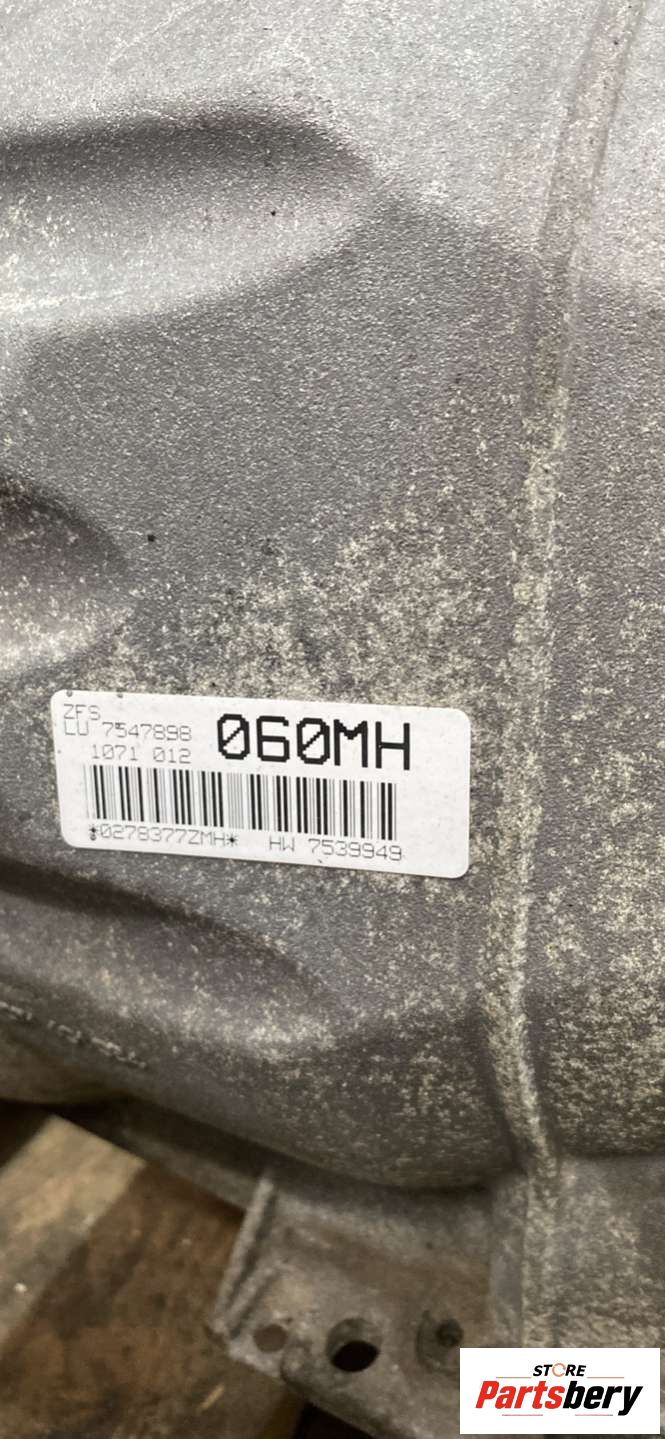 ZFS
LU 7547898 060MH
1071 012
*0278377ZMH* HW 7539949
STORE
Partsbery